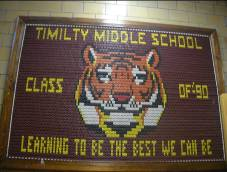 TIMILTY MIDDLE SCHOOL
CLASS OF '90
LEARNING TO BE THE BEST WE CAN BE